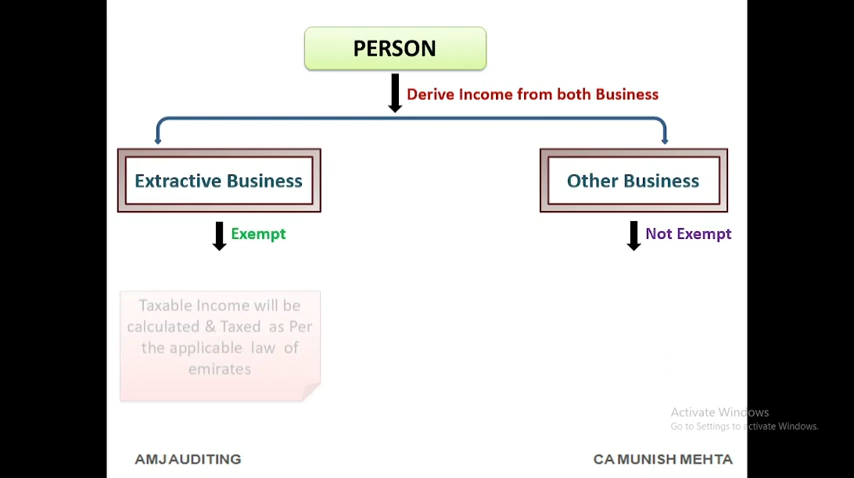 PERSON
Derive Income from both Business
Extractive Business
Other Business
Exempt
Not Exempt
Taxable Income will be
calculated & Taxed as Per
the applicable law of
emirates
Activate Windows
Go to Settings to activate Windows.
AMJ AUDITING
CA MUNISH MEHTA